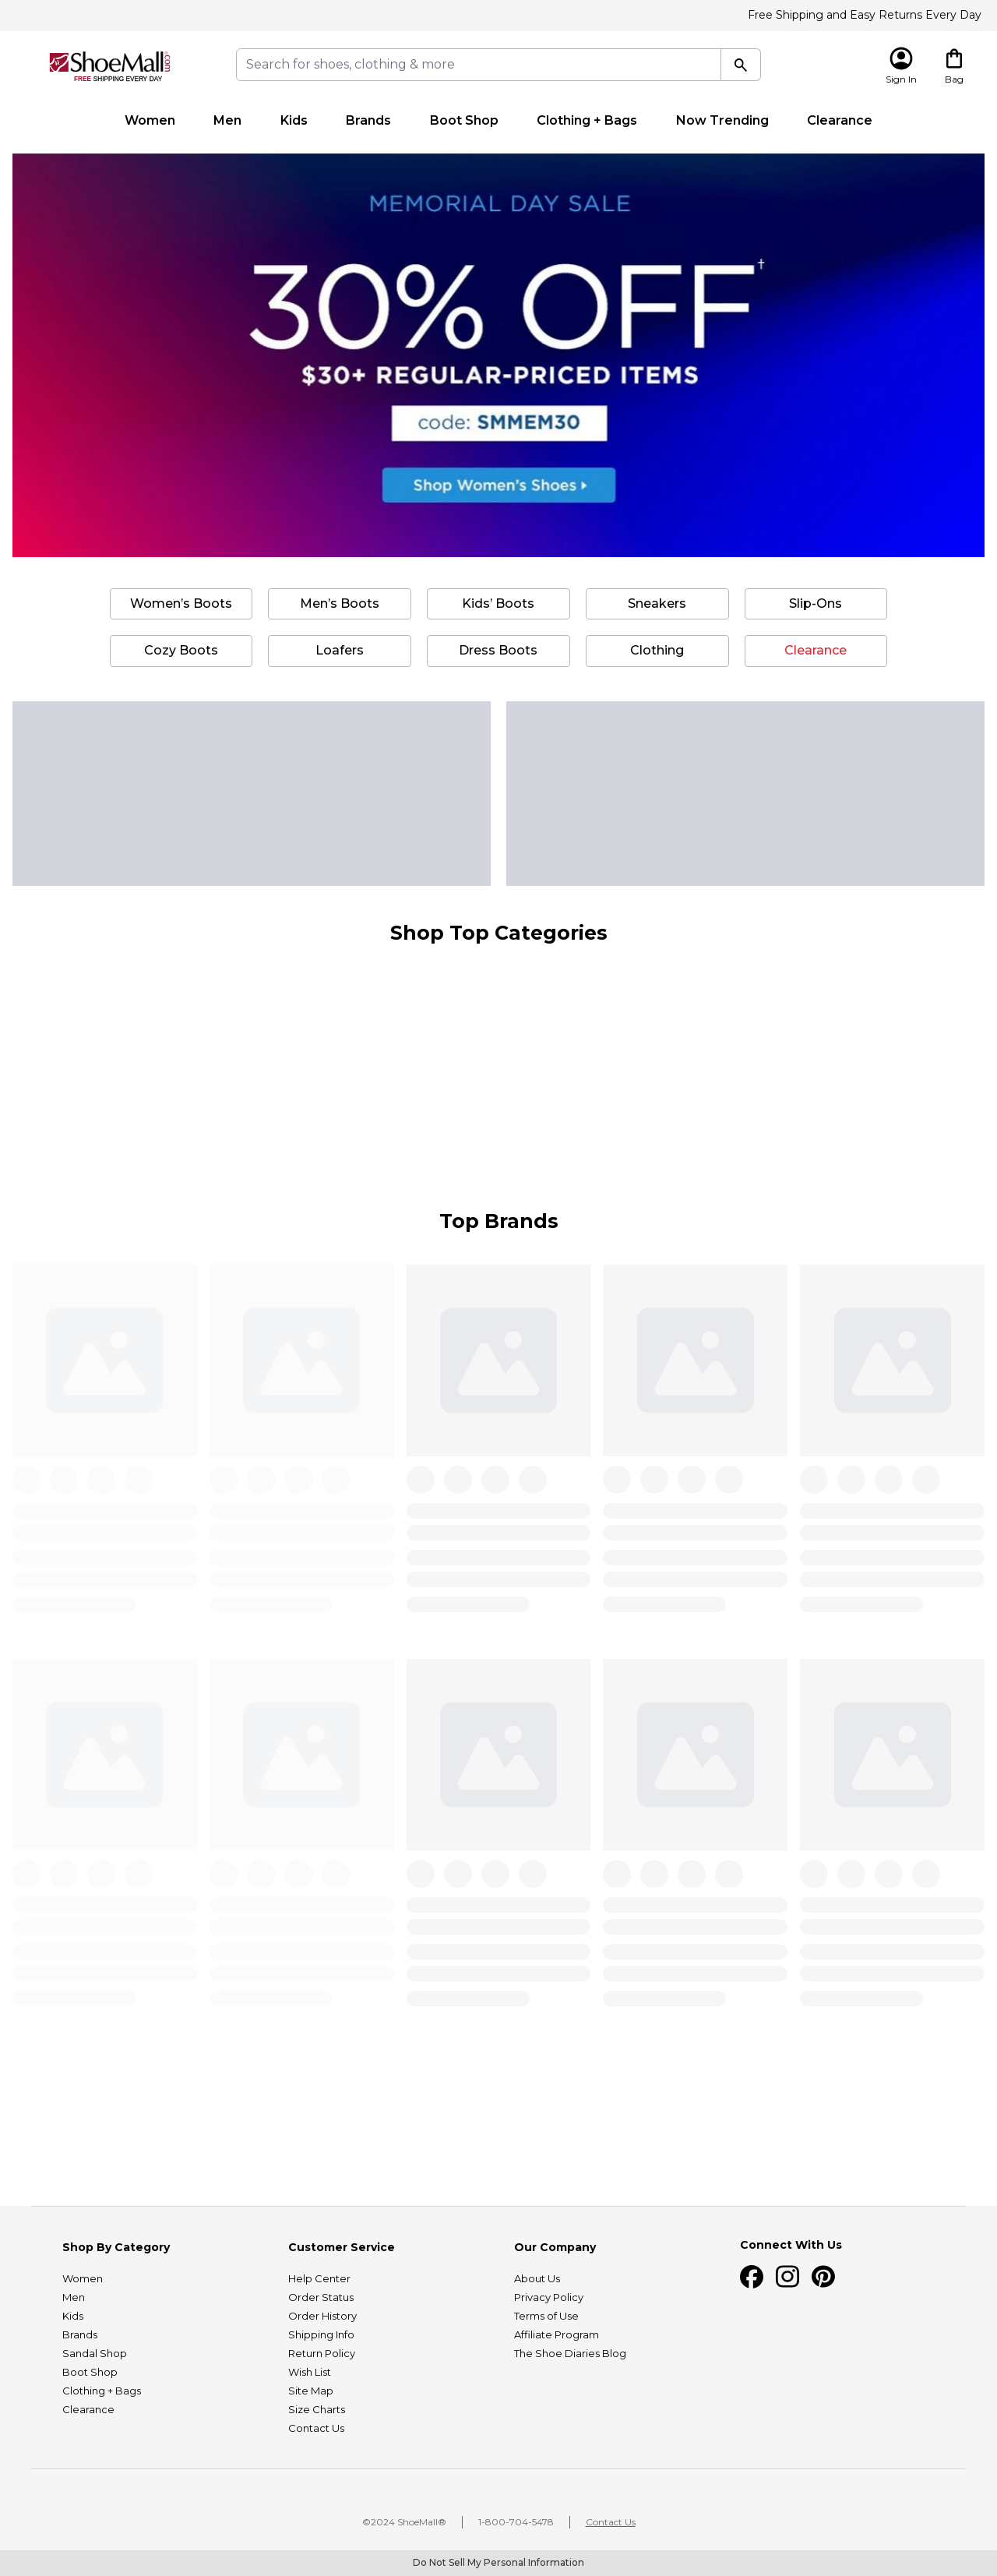 Free Shipping and Easy Returns Every Day
ShoeMall.com
FREE SHIPPING EVERY DAY
Search for shoes, clothing & more
Sign In
Bag
Women Men Kids Brands Boot Shop Clothing + Bags Now Trending Clearance
MEMORIAL DAY SALE
30% OFF†
$30+ REGULAR-PRICED ITEMS
code: SMMEM30
Shop Women's Shoes
Women's Boots Men's Boots Kids' Boots Sneakers Slip-Ons
Cozy Boots Loafers Dress Boots Clothing Clearance
Shop Top Categories
Top Brands
Shop By Category
Women
Men
Kids
Brands
Sandal Shop
Boot Shop
Clothing + Bags
Clearance
Customer Service
Help Center
Order Status
Order History
Shipping Info
Return Policy
Wish List
Site Map
Size Charts
Contact Us
Our Company
About Us
Privacy Policy
Terms of Use
Affiliate Program
The Shoe Diaries Blog
Connect With Us
©2024 ShoeMall® 1-800-704-5478 Contact Us
Do Not Sell My Personal Information